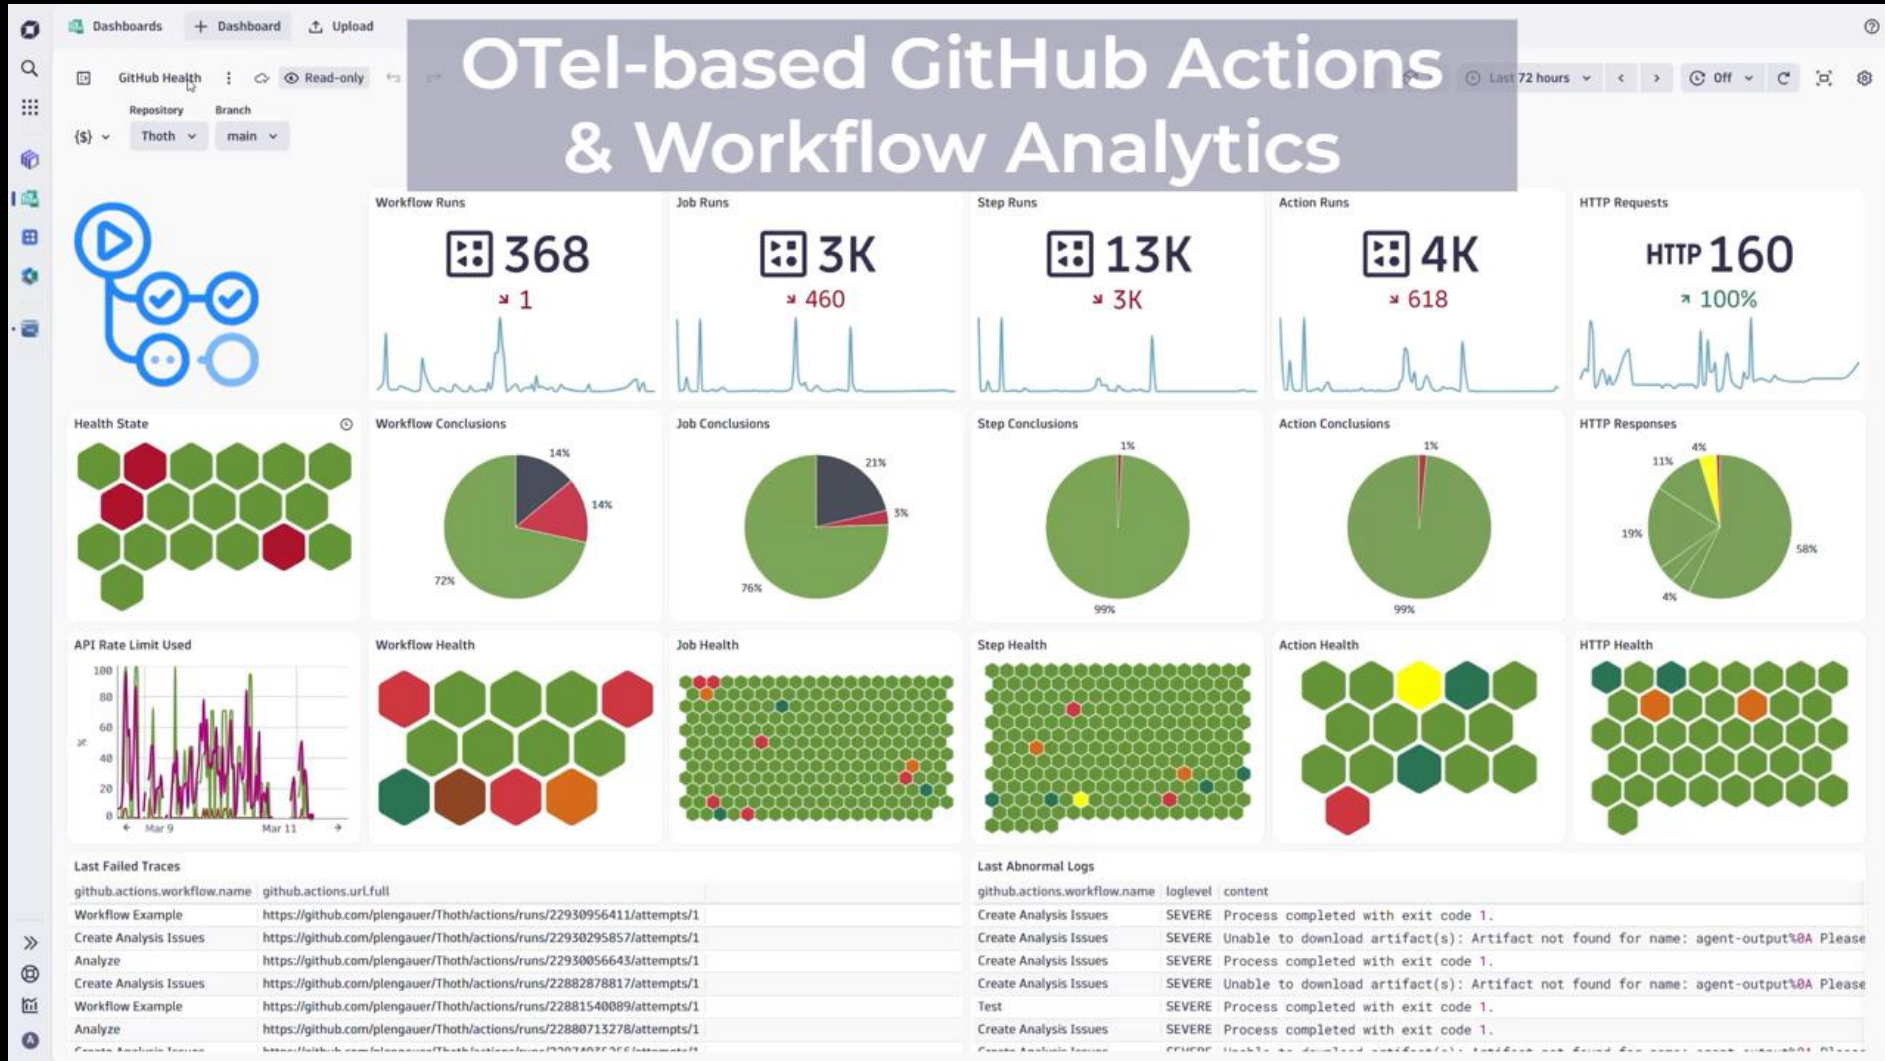 Dashboards + Dashboard Upload
OTel-based GitHub Actions
& Workflow Analytics
GitHub Health Read-only
Last 72 hours Off
Repository Branch
{$} Thoth main
Workflow Runs
368
1
Job Runs
3K
460
Step Runs
13K
3K
Action Runs
4K
618
HTTP Requests
HTTP 160
100%
Health State
Workflow Conclusions
14%
14%
72%
Job Conclusions
21%
3%
76%
Step Conclusions
1%
99%
Action Conclusions
1%
99%
HTTP Responses
4%
11%
19%
58%
4%
API Rate Limit Used
100
80
60
40
20
0
%
Mar 9 Mar 11
Workflow Health
Job Health
Step Health
Action Health
HTTP Health
Last Failed Traces
github.actions.workflow.name github.actions.url.full
Workflow Example https://github.com/plengauer/Thoth/actions/runs/22930956411/attempts/1
Create Analysis Issues https://github.com/plengauer/Thoth/actions/runs/22930295857/attempts/1
Analyze https://github.com/plengauer/Thoth/actions/runs/22930056643/attempts/1
Create Analysis Issues https://github.com/plengauer/Thoth/actions/runs/22882878817/attempts/1
Workflow Example https://github.com/plengauer/Thoth/actions/runs/22881540089/attempts/1
Analyze https://github.com/plengauer/Thoth/actions/runs/22880713278/attempts/1
Last Abnormal Logs
github.actions.workflow.name loglevel content
Create Analysis Issues SEVERE Process completed with exit code 1.
Create Analysis Issues SEVERE Unable to download artifact(s): Artifact not found for name: agent-output%0A Please
Create Analysis Issues SEVERE Process completed with exit code 1.
Create Analysis Issues SEVERE Unable to download artifact(s): Artifact not found for name: agent-output%0A Please
Test SEVERE Process completed with exit code 1.
Create Analysis Issues SEVERE Process completed with exit code 1.